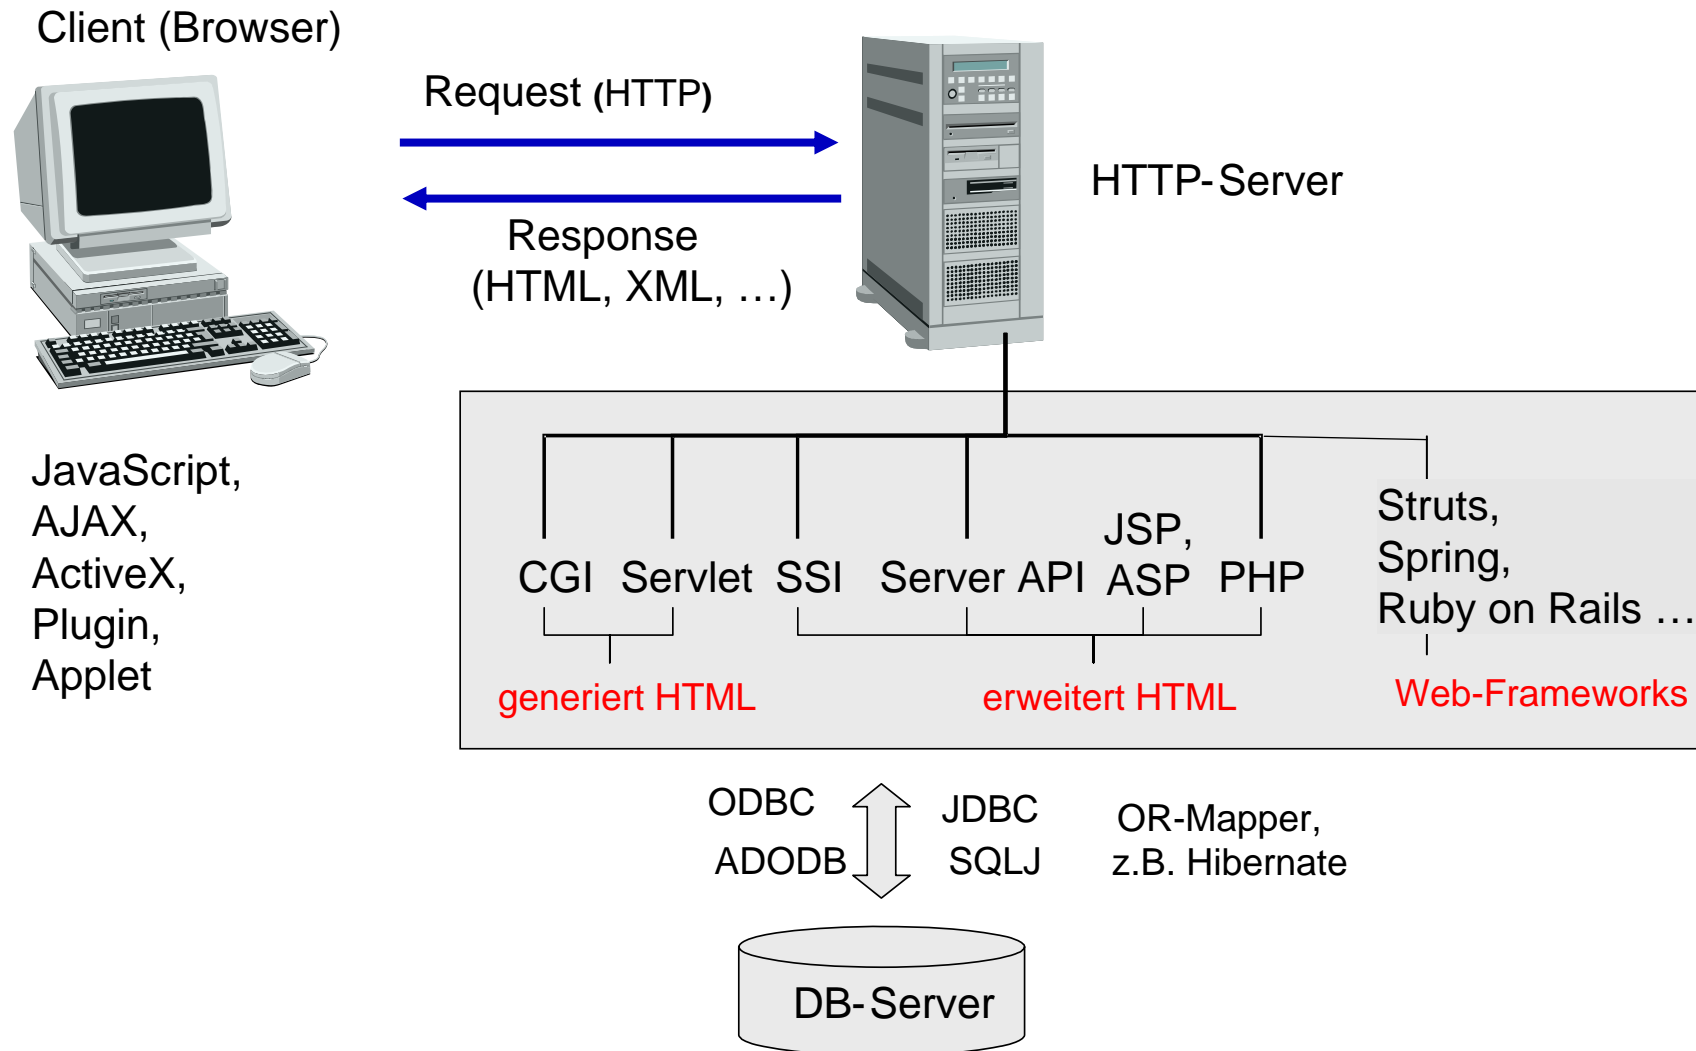 Client (Browser)
Request (HTTP)
HTTP-Server
Response
(HTML, XML, …)
JavaScript,
AJAX,
ActiveX,
Plugin,
Applet
CGI Servlet SSI Server API
JSP,
ASP
PHP
Struts,
Spring,
Ruby on Rails …
generiert HTML
erweitert HTML
Web-Frameworks
ODBC
ADODB
JDBC
SQLJ
OR-Mapper,
z.B. Hibernate
DB-Server